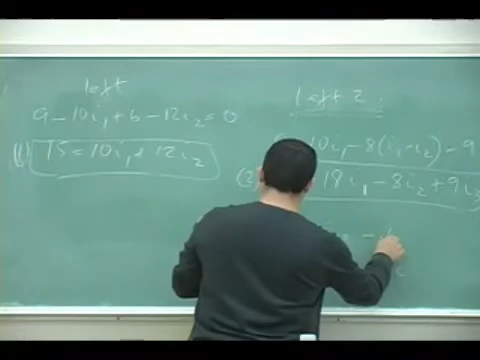 left
9 - 10i₁ + 6 - 12i₂ = 0
(1) 15 = 10i₁ + 12i₂
left 2 :
10i₁ - 8(i₁ - i₂) - 9
(2) 18i₁ - 8i₂ + 9i₃